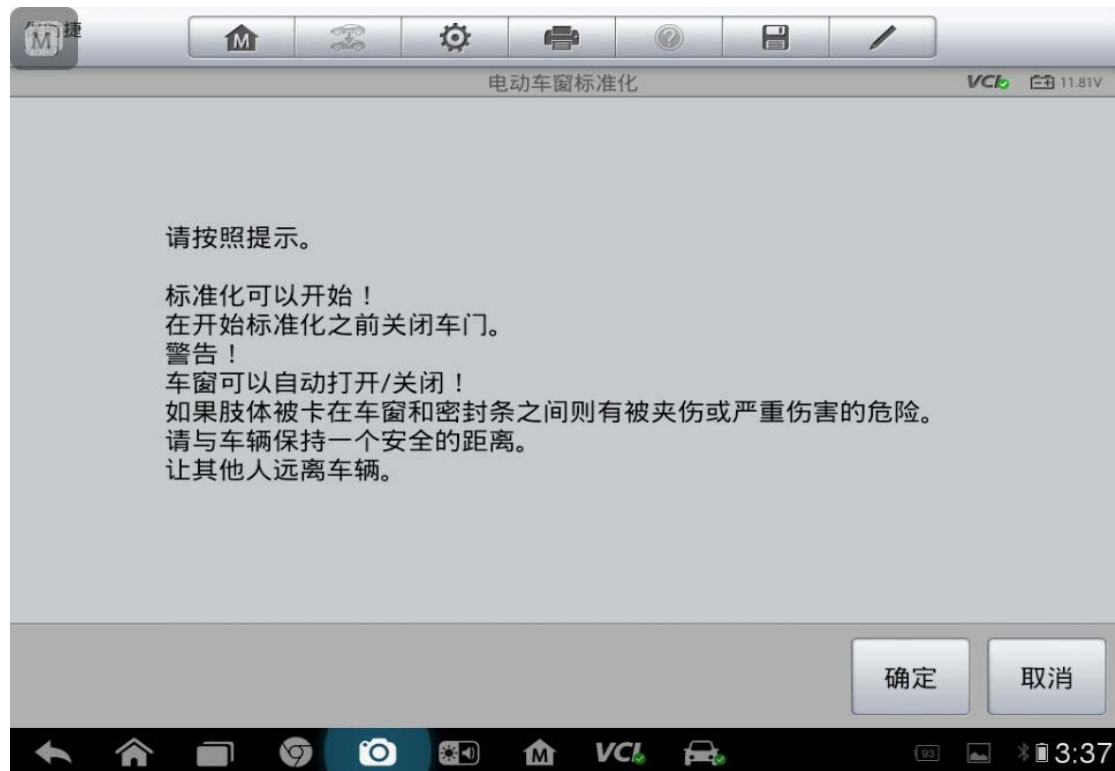 捷
M
电动车窗标准化
VCI 11.81V
请按照提示。
标准化可以开始！
在开始标准化之前关闭车门。
警告！
车窗可以自动打开/关闭！
如果肢体被卡在车窗和密封条之间则有被夹伤或严重伤害的危险。
请与车辆保持一个安全的距离。
让其他人远离车辆。
确定 取消
M VCI 93 3:37